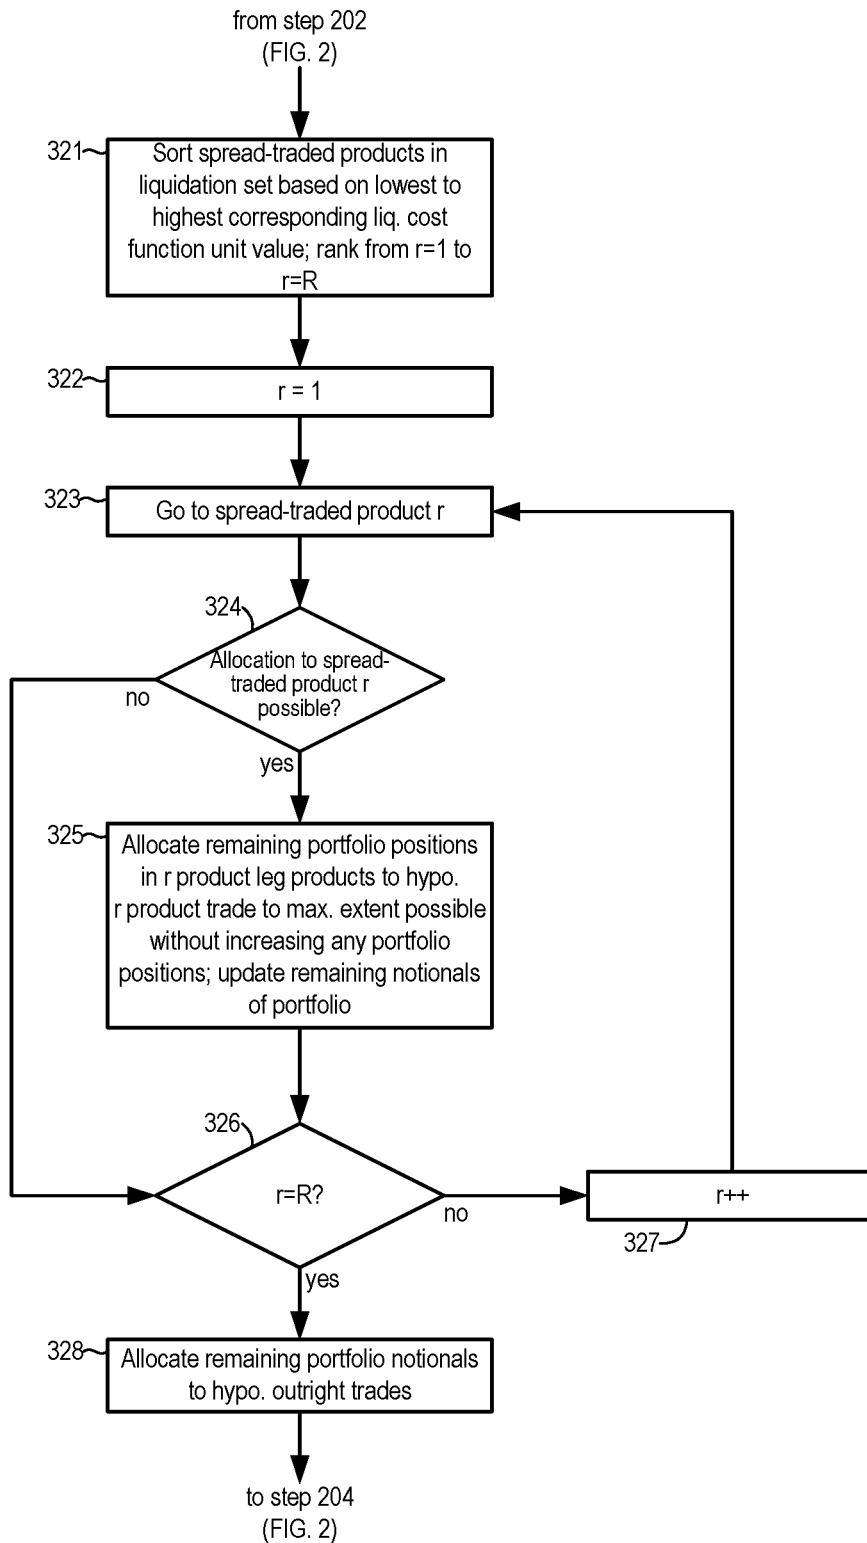 from step 202
(FIG. 2)
321
Sort spread-traded products in
liquidation set based on lowest to
highest corresponding liq. cost
function unit value; rank from r=1 to
r=R
322
r = 1
323
Go to spread-traded product r
324
Allocation to spread-
traded product r
possible?
no
yes
325
Allocate remaining portfolio positions
in r product leg products to hypo.
r product trade to max. extent possible
without increasing any portfolio
positions; update remaining notionals
of portfolio
326
r=R?
no
r++
327
yes
328
Allocate remaining portfolio notionals
to hypo. outright trades
to step 204
(FIG. 2)